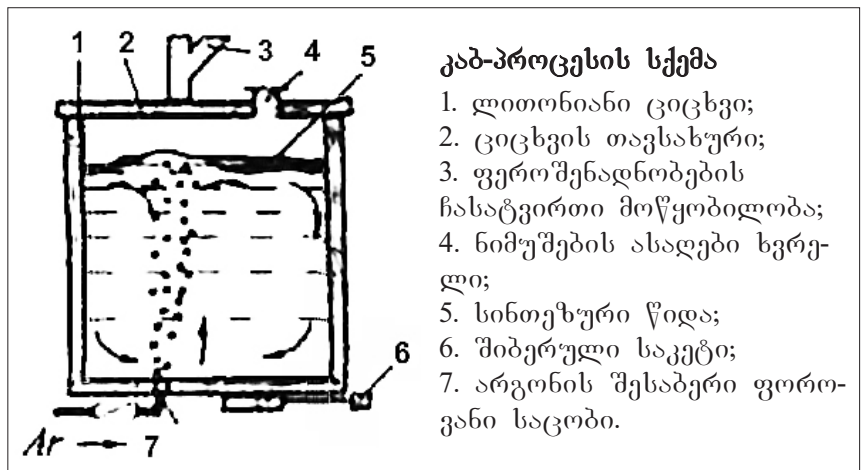 1
2
3
4
5
6
Ar
7
კაბ-პროცესის სქემა
1. ლითონიანი ციცხვი;
2. ციცხვის თავსახური;
3. ფეროშენადნობების
ჩასატვირთი მოწყობილობა;
4. ნიმუშების ასაღები ხვრე-
ლი;
5. სინთეზური წიდა;
6. შიბერული საკეტი;
7. არგონის შესაბერი ფორო-
ვანი საცობი.